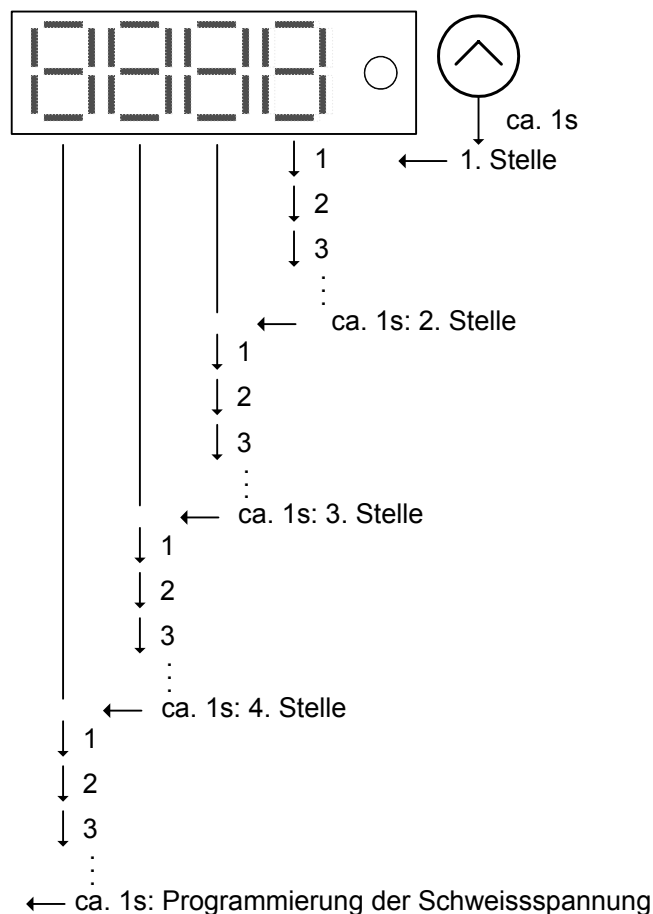 8888
ca. 1s
1 1. Stelle
2
3
ca. 1s: 2. Stelle
1
2
3
ca. 1s: 3. Stelle
1
2
3
ca. 1s: 4. Stelle
1
2
3
ca. 1s: Programmierung der Schweissspannung